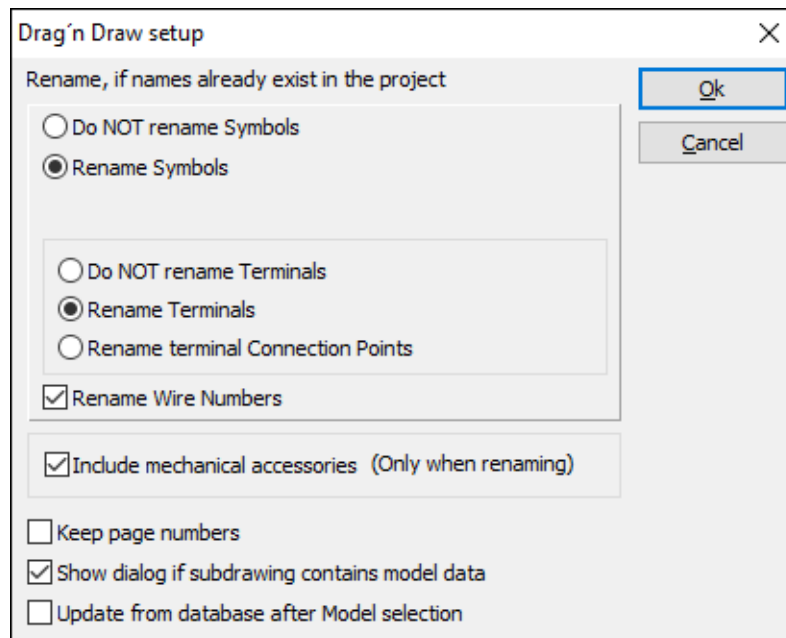 Drag´n Draw setup
Rename, if names already exist in the project
Ok
Do NOT rename Symbols
Cancel
Rename Symbols
Do NOT rename Terminals
Rename Terminals
Rename terminal Connection Points
Rename Wire Numbers
Include mechanical accessories (Only when renaming)
Keep page numbers
Show dialog if subdrawing contains model data
Update from database after Model selection